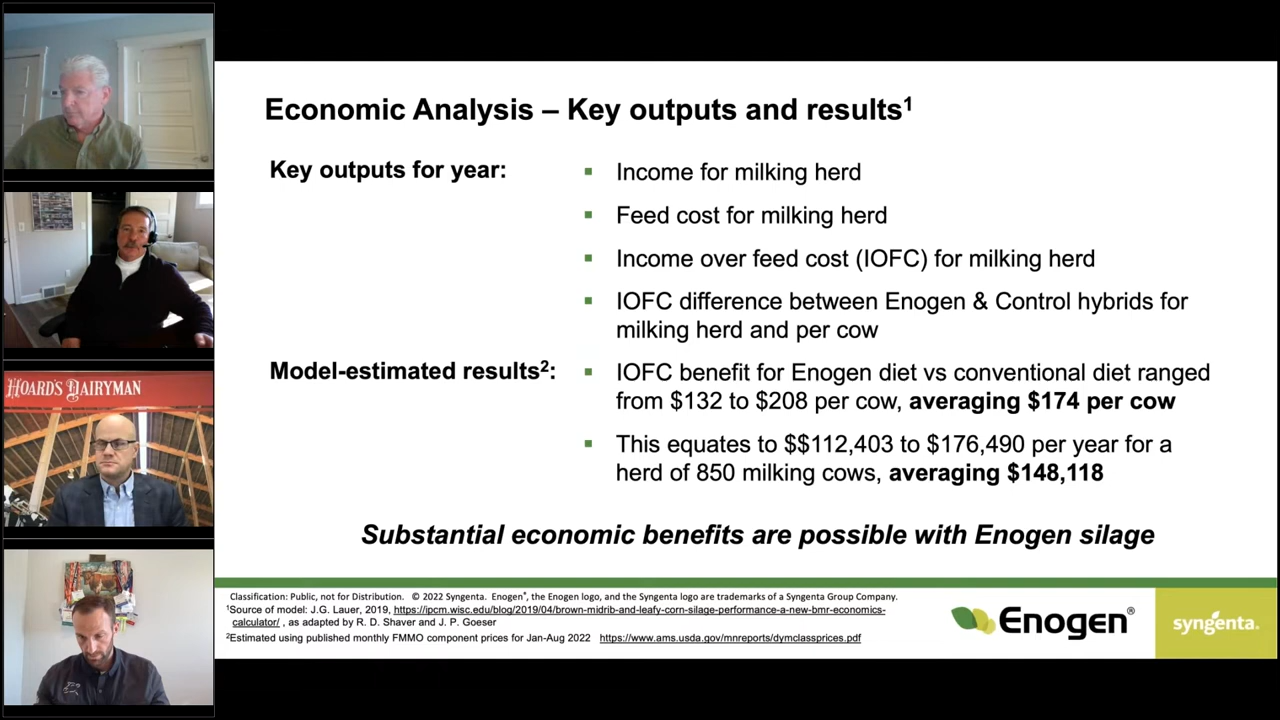 Economic Analysis – Key outputs and results¹
Key outputs for year:
▪ Income for milking herd
▪ Feed cost for milking herd
▪ Income over feed cost (IOFC) for milking herd
▪ IOFC difference between Enogen & Control hybrids for
milking herd and per cow
Model-estimated results²:
▪ IOFC benefit for Enogen diet vs conventional diet ranged
from $132 to $208 per cow, averaging $174 per cow
▪ This equates to $$112,403 to $176,490 per year for a
herd of 850 milking cows, averaging $148,118
Substantial economic benefits are possible with Enogen silage
Classification: Public, not for Distribution. © 2022 Syngenta. Enogen®, the Enogen logo, and the Syngenta logo are trademarks of a Syngenta Group Company.
¹Source of model: J.G. Lauer, 2019, https://ipcm.wisc.edu/blog/2019/04/brown-midrib-and-leafy-corn-silage-performance-a-new-bmr-economics-
calculator/ , as adapted by R. D. Shaver and J. P. Goeser
²Estimated using published monthly FMMO component prices for Jan-Aug 2022 https://www.ams.usda.gov/mnreports/dymclassprices.pdf
Enogen®
syngenta.
HOARD'S DAIRYMAN